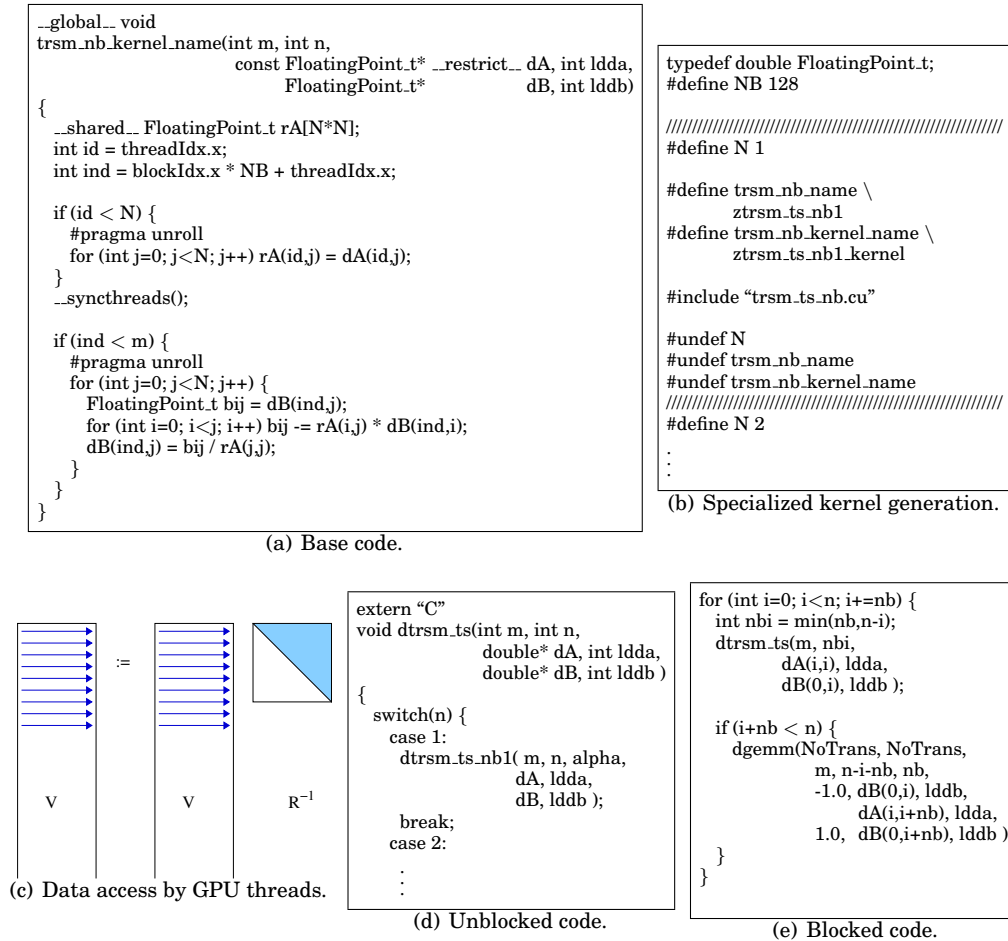 __global__ void
trsm_nb_kernel_name(int m, int n,
const FloatingPoint_t* __restrict__ dA, int ldda,
FloatingPoint_t* dB, int lddb)
{
__shared__ FloatingPoint_t rA[N*N];
int id = threadIdx.x;
int ind = blockIdx.x * NB + threadIdx.x;
if (id < N) {
#pragma unroll
for (int j=0; j<N; j++) rA(id,j) = dA(id,j);
}
__syncthreads();
if (ind < m) {
#pragma unroll
for (int j=0; j<N; j++) {
FloatingPoint_t bij = dB(ind,j);
for (int i=0; i<j; i++) bij -= rA(i,j) * dB(ind,i);
dB(ind,j) = bij / rA(j,j);
}
}
}
(a) Base code.
typedef double FloatingPoint_t;
#define NB 128
////////////////////////////////////////////////////////////////////
#define N 1
#define trsm_nb_name \
ztrsm_ts_nb1
#define trsm_nb_kernel_name \
ztrsm_ts_nb1_kernel
#include “trsm_ts_nb.cu”
#undef N
#undef trsm_nb_name
#undef trsm_nb_kernel_name
////////////////////////////////////////////////////////////////////
#define N 2
.
.
.
(b) Specialized kernel generation.
:=
V V R⁻¹
(c) Data access by GPU threads.
extern “C”
void dtrsm_ts(int m, int n,
double* dA, int ldda,
double* dB, int lddb )
{
switch(n) {
case 1:
dtrsm_ts_nb1( m, n, alpha,
dA, ldda,
dB, lddb );
break;
case 2:
.
.
.
(d) Unblocked code.
for (int i=0; i<n; i+=nb) {
int nbi = min(nb,n-i);
dtrsm_ts(m, nbi,
dA(i,i), ldda,
dB(0,i), lddb );
if (i+nb < n) {
dgemm(NoTrans, NoTrans,
m, n-i-nb, nb,
-1.0, dB(0,i), lddb,
dA(i,i+nb), ldda,
1.0, dB(0,i+nb), lddb )
}
}
(e) Blocked code.